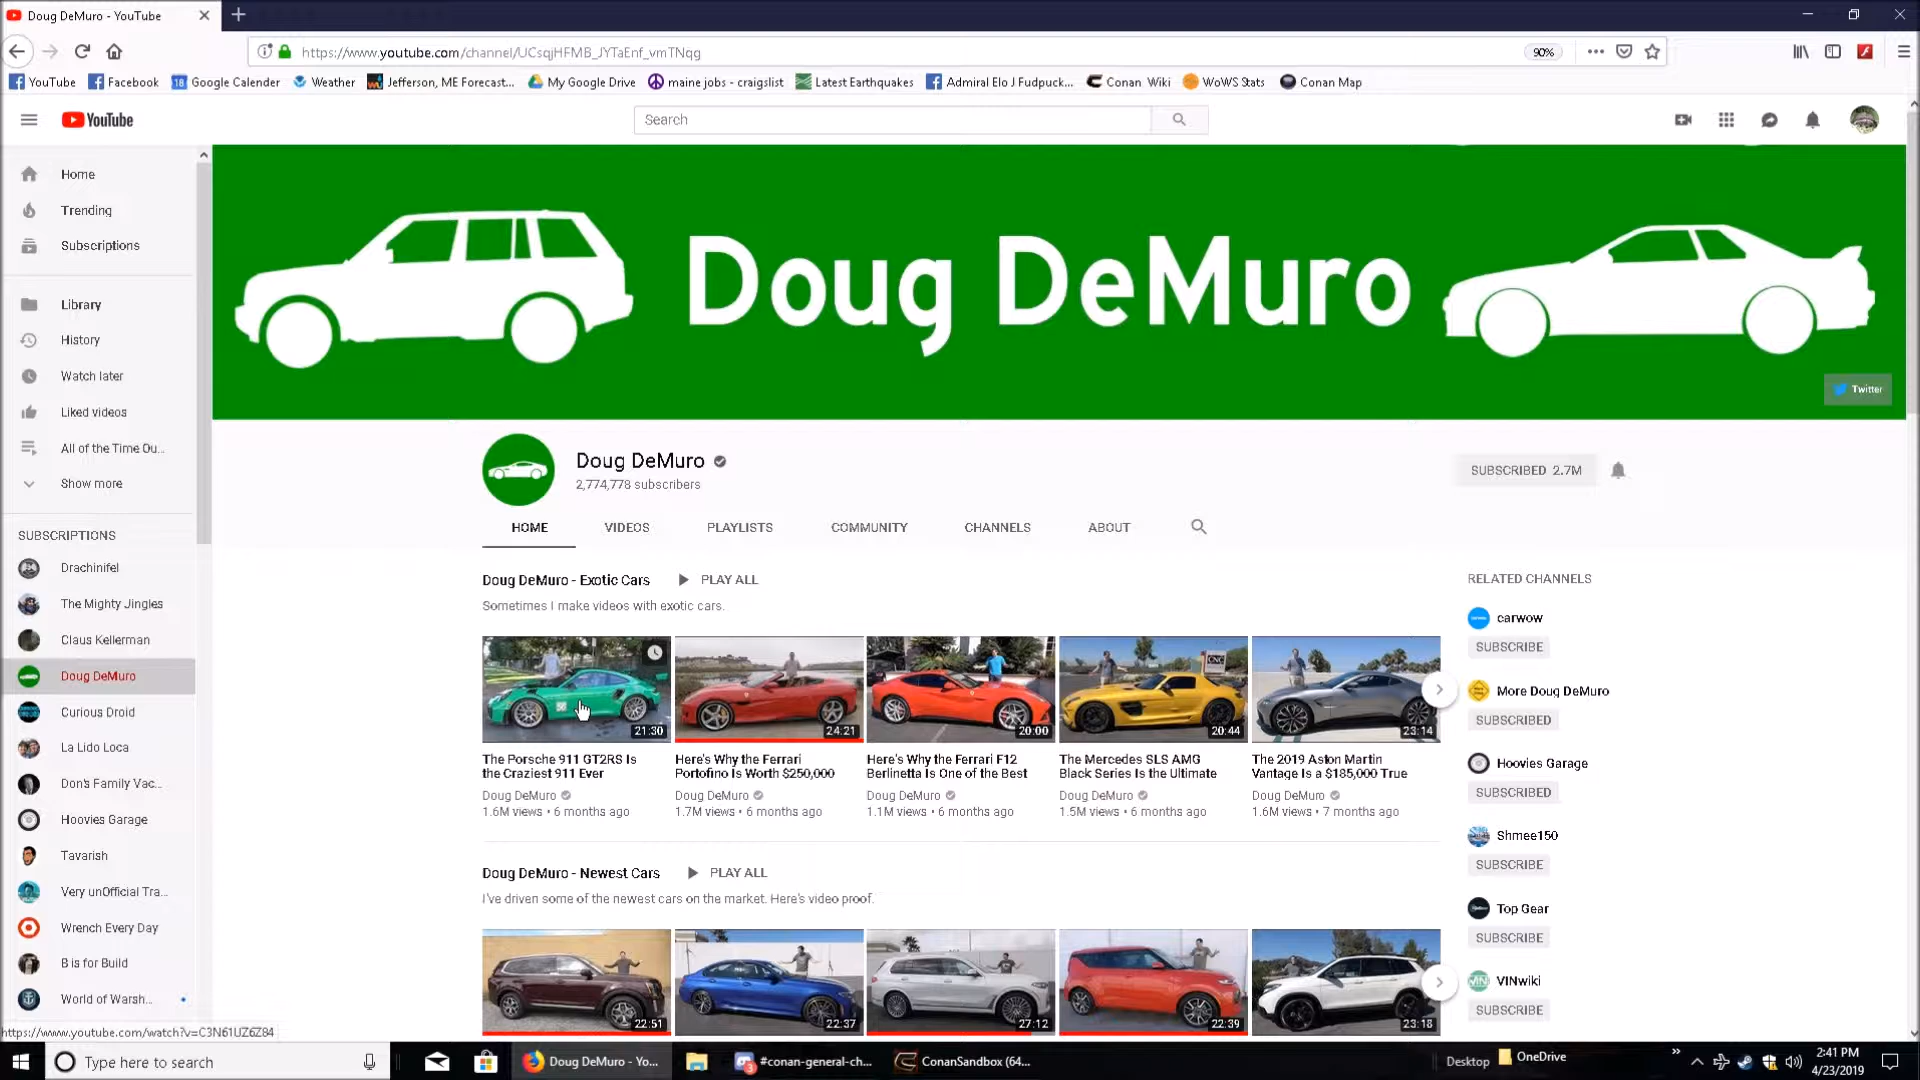 Doug DeMuro - YouTube
https://www.youtube.com/channel/UCsqjHFMB_JYTaEnf_vmTNqg
90%
YouTube
Facebook
18 Google Calender
Weather
Jefferson, ME Forecast...
My Google Drive
maine jobs - craigslist
Latest Earthquakes
Admiral Elo J Fudpuck...
Conan Wiki
WoWS Stats
Conan Map
YouTube
Search
Home
Trending
Subscriptions
Library
History
Watch later
Liked videos
All of the Time Ou...
Show more
SUBSCRIPTIONS
Drachinifel
The Mighty Jingles
Claus Kellerman
Doug DeMuro
Curious Droid
La Lido Loca
Don's Family Vac...
Hoovies Garage
Tavarish
Very unOfficial Tra...
Wrench Every Day
B is for Build
World of Warsh...
Doug DeMuro
Twitter
Doug DeMuro
2,774,778 subscribers
SUBSCRIBED 2.7M
HOME
VIDEOS
PLAYLISTS
COMMUNITY
CHANNELS
ABOUT
Doug DeMuro - Exotic Cars
PLAY ALL
Sometimes I make videos with exotic cars.
21:30
24:21
20:00
20:44
23:14
The Porsche 911 GT2RS Is
the Craziest 911 Ever
Doug DeMuro
1.6M views • 6 months ago
Here's Why the Ferrari
Portofino Is Worth $250,000
Doug DeMuro
1.7M views • 6 months ago
Here's Why the Ferrari F12
Berlinetta Is One of the Best
Doug DeMuro
1.1M views • 6 months ago
The Mercedes SLS AMG
Black Series Is the Ultimate
Doug DeMuro
1.5M views • 6 months ago
The 2019 Aston Martin
Vantage Is a $185,000 True
Doug DeMuro
1.6M views • 7 months ago
Doug DeMuro - Newest Cars
PLAY ALL
I've driven some of the newest cars on the market. Here's video proof.
22:51
22:37
27:12
22:39
23:18
RELATED CHANNELS
carwow
SUBSCRIBE
More Doug DeMuro
SUBSCRIBED
Hoovies Garage
SUBSCRIBED
Shmee150
SUBSCRIBE
Top Gear
SUBSCRIBE
VINwiki
SUBSCRIBE
https://www.youtube.com/watch?v=C3N61UZ6Z84
Type here to search
Doug DeMuro - Yo...
3
#conan-general-ch...
ConanSandbox (64...
Desktop
OneDrive
2:41 PM
4/23/2019